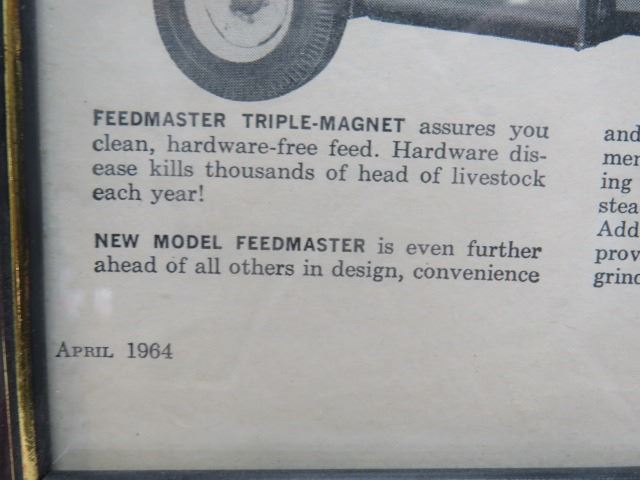 FEEDMASTER TRIPLE-MAGNET assures you
clean, hardware-free feed. Hardware dis-
ease kills thousands of head of livestock
each year!
NEW MODEL FEEDMASTER is even further
ahead of all others in design, convenience
APRIL 1964
and
ing
Add